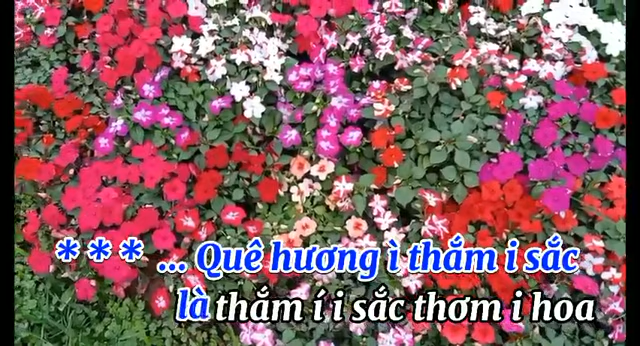 *** ... Quê hương ì thắm i sắc
là thắm í i sắc thơm i hoa